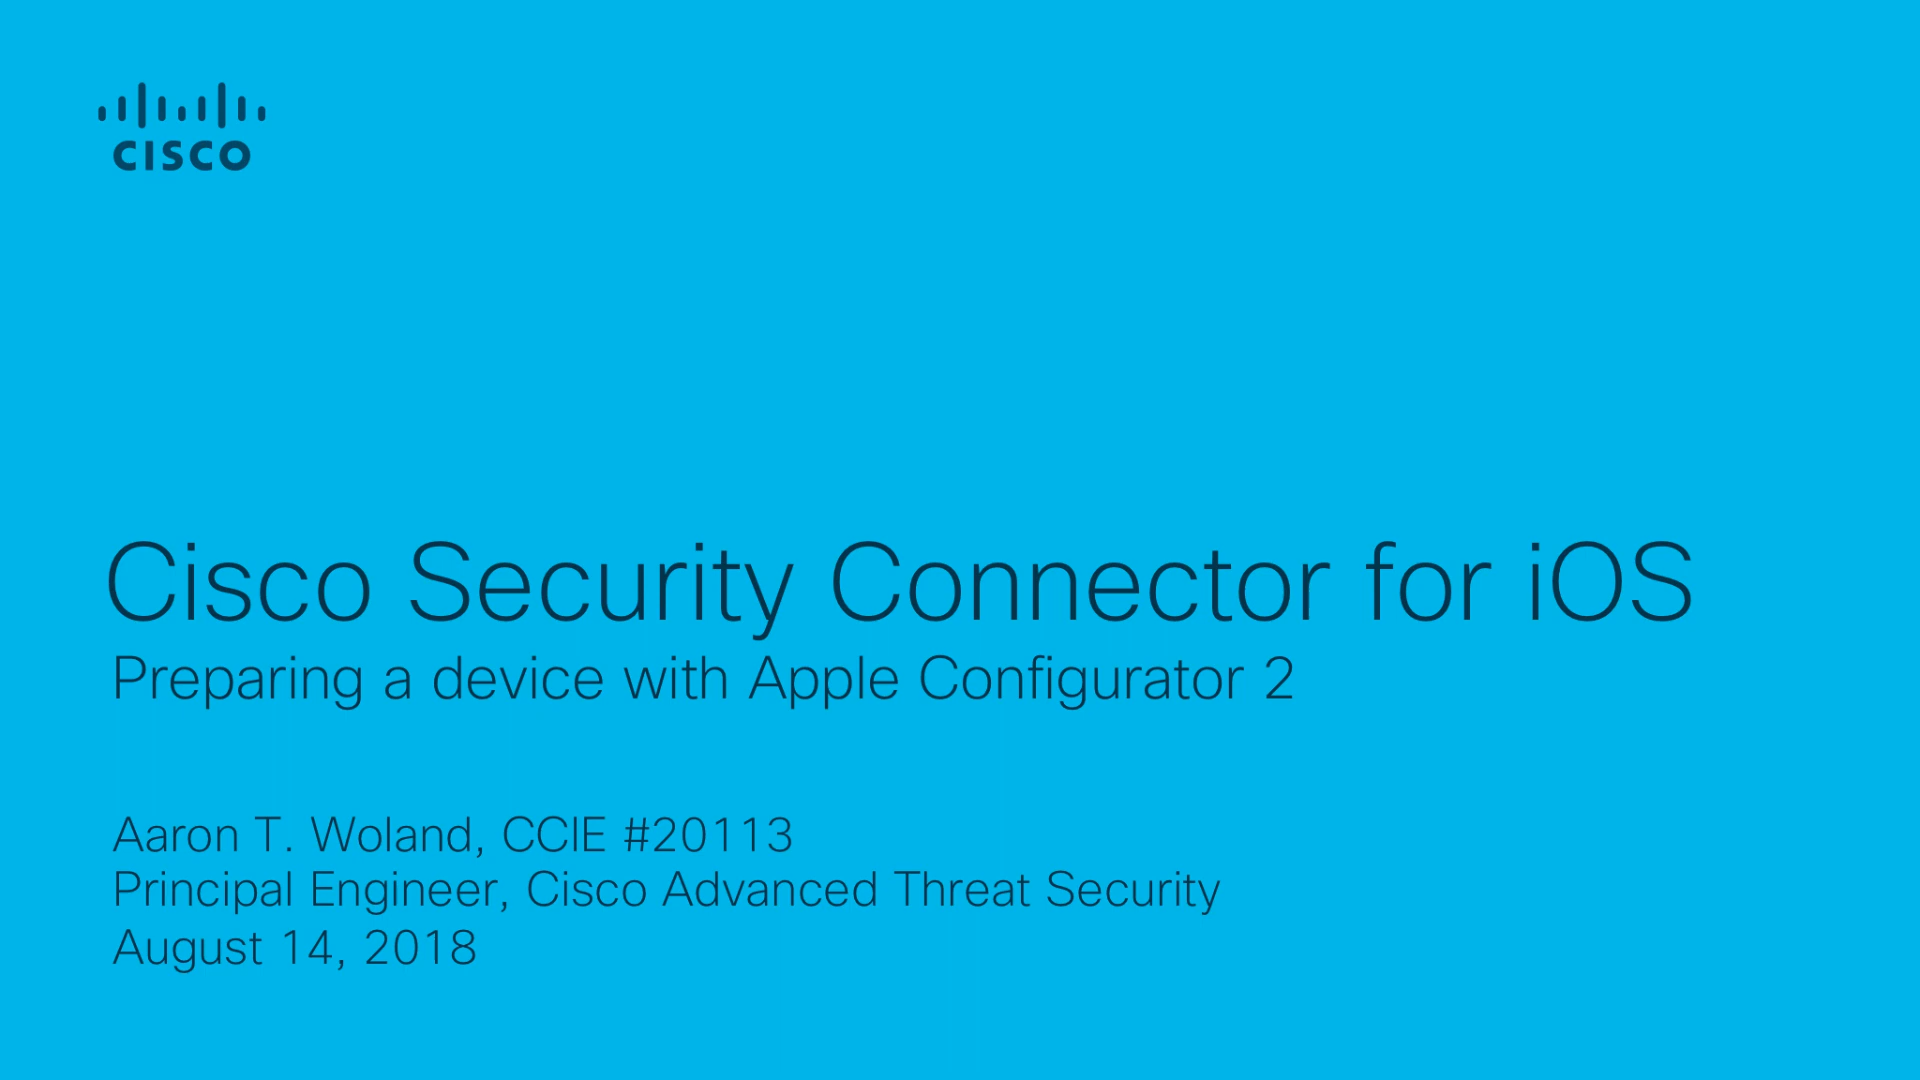 CISCO
Cisco Security Connector for iOS
Preparing a device with Apple Configurator 2
Aaron T. Woland, CCIE #20113
Principal Engineer, Cisco Advanced Threat Security
August 14, 2018